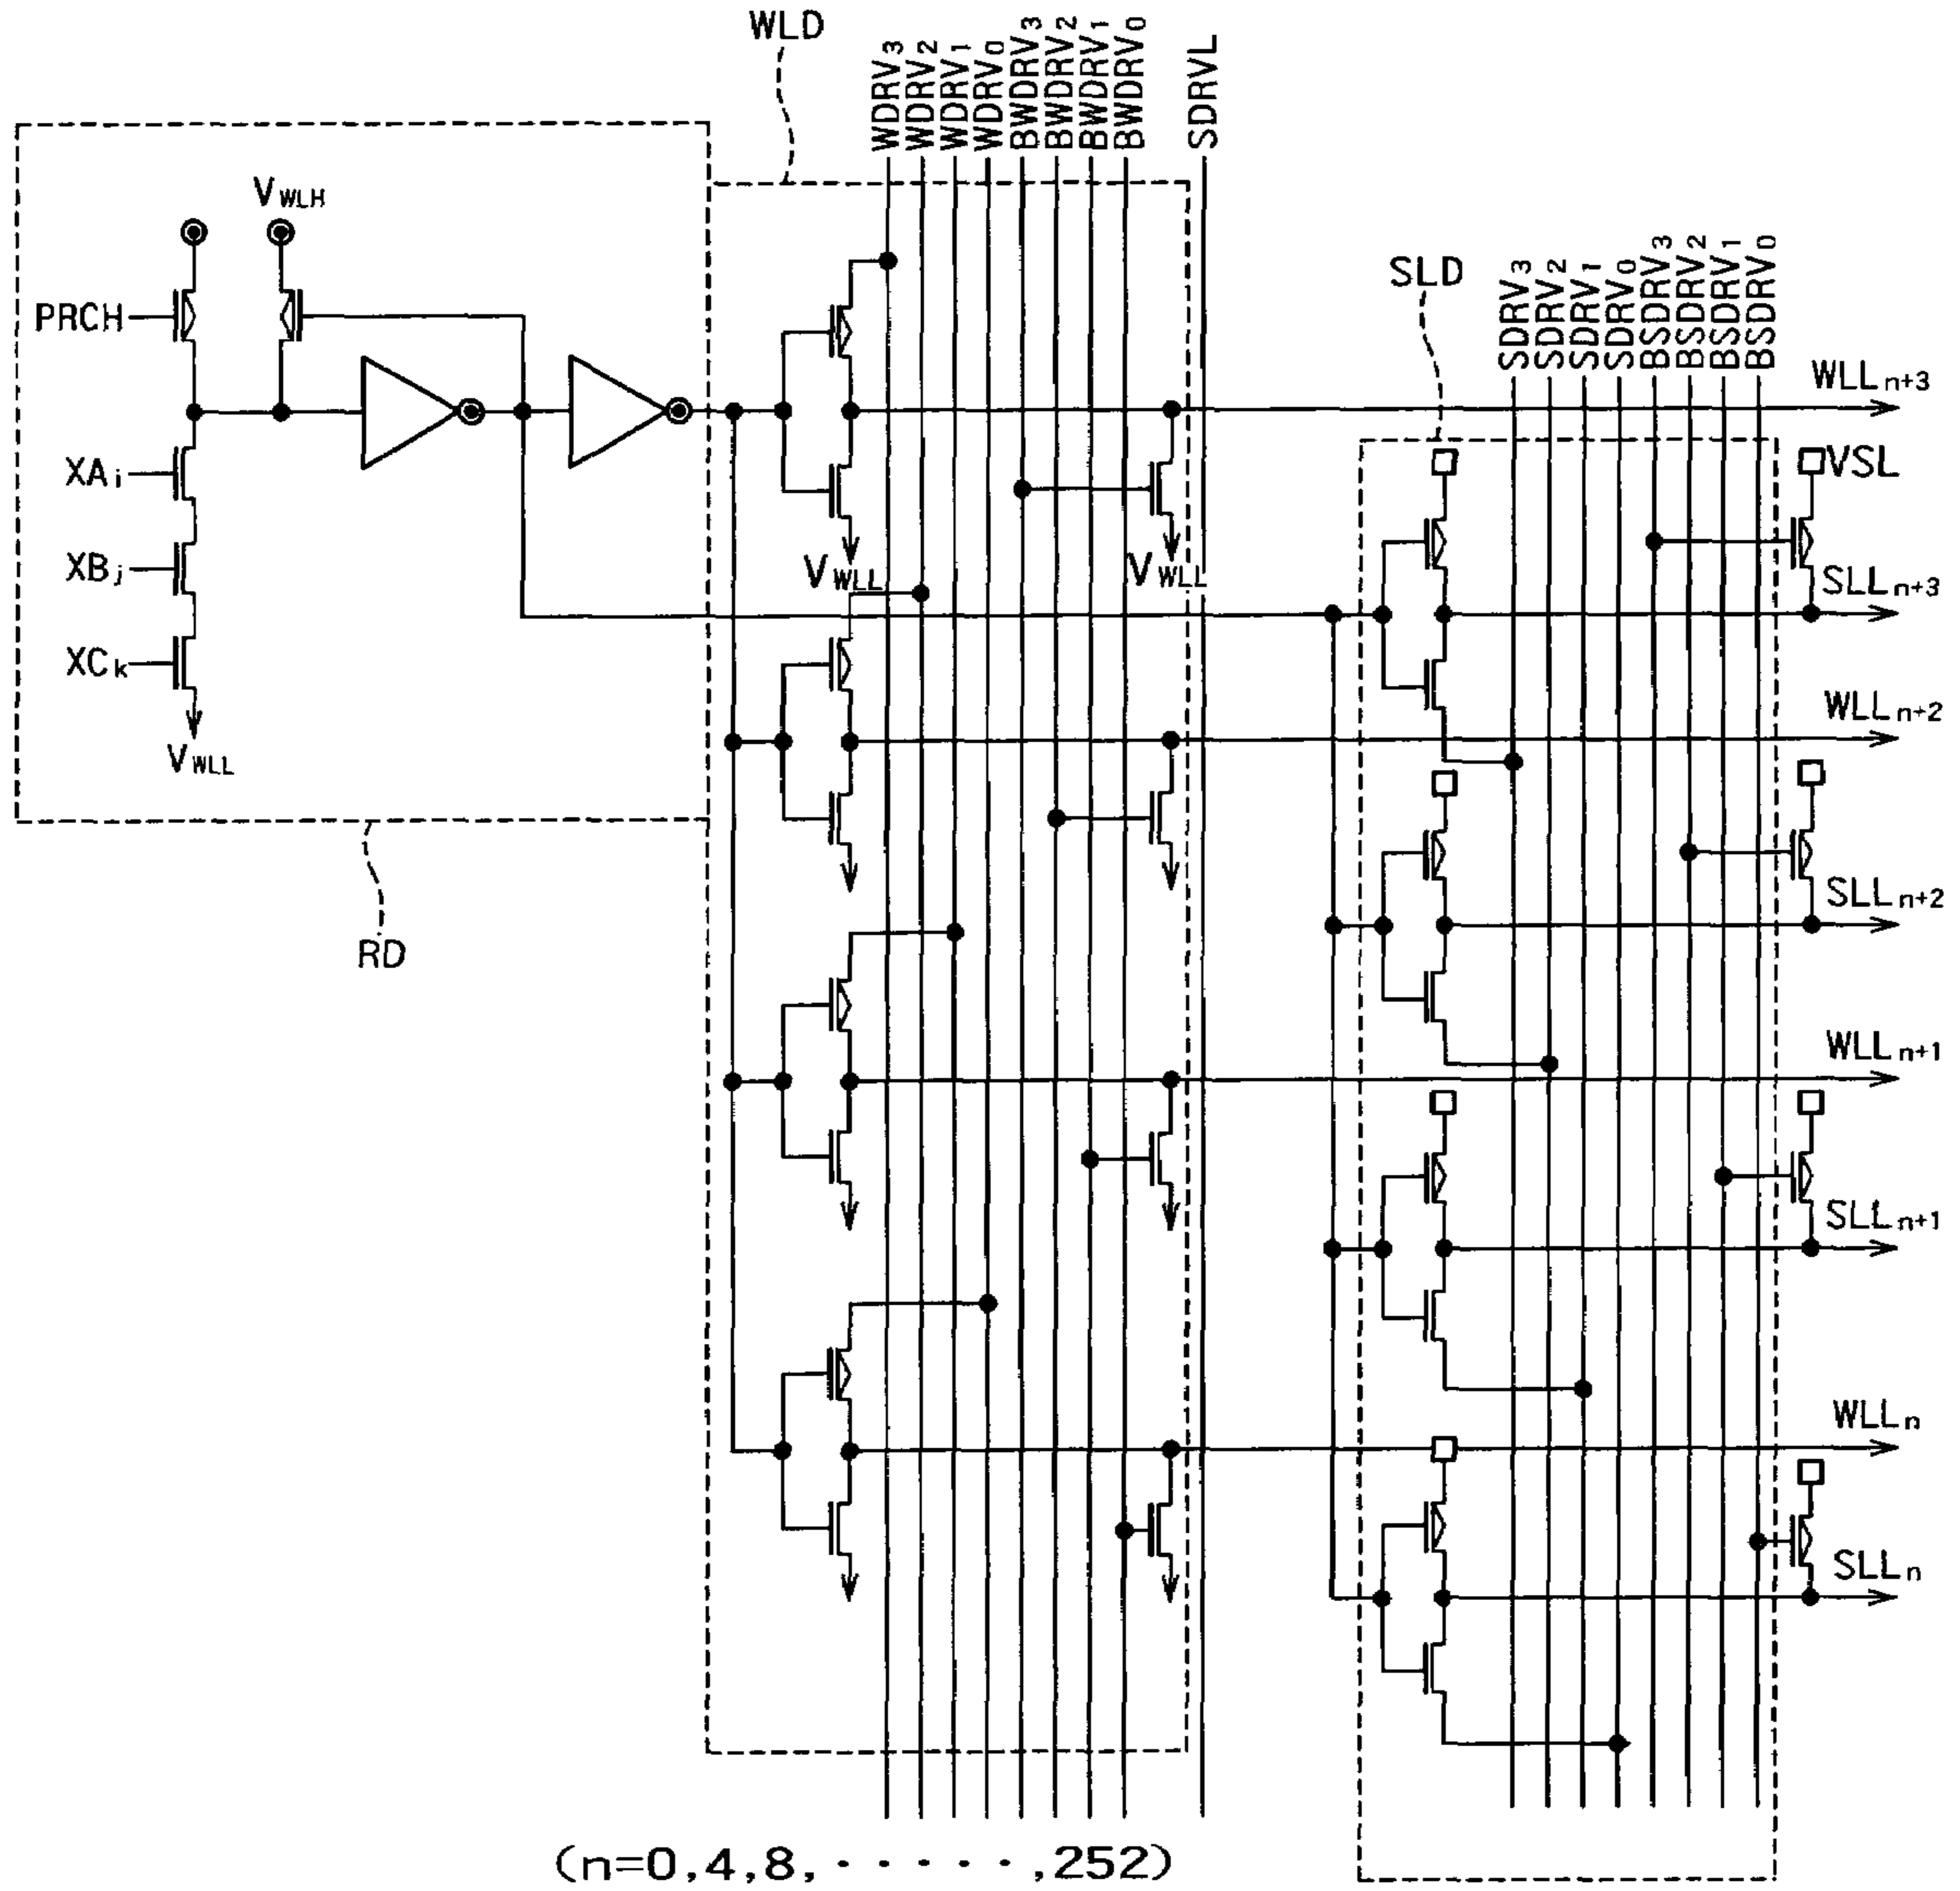 WLD
WDRV3
WDRV2
WDRV1
WDRV0
BWDRV3
BWDRV2
BWDRV1
BWDRV0
SDRVL
VWLH
PRCH
XAi
XBj
XCk
VWLL
RD
VWLL
VWLL
SLD
SDRV3
SDRV2
SDRV1
SDRV0
BSDRV3
BSDRV2
BSDRV1
BSDRV0
WLLn+3
VSL
SLLn+3
WLLn+2
SLLn+2
WLLn+1
SLLn+1
WLLn
SLLn
(n=0,4,8,·····,252)